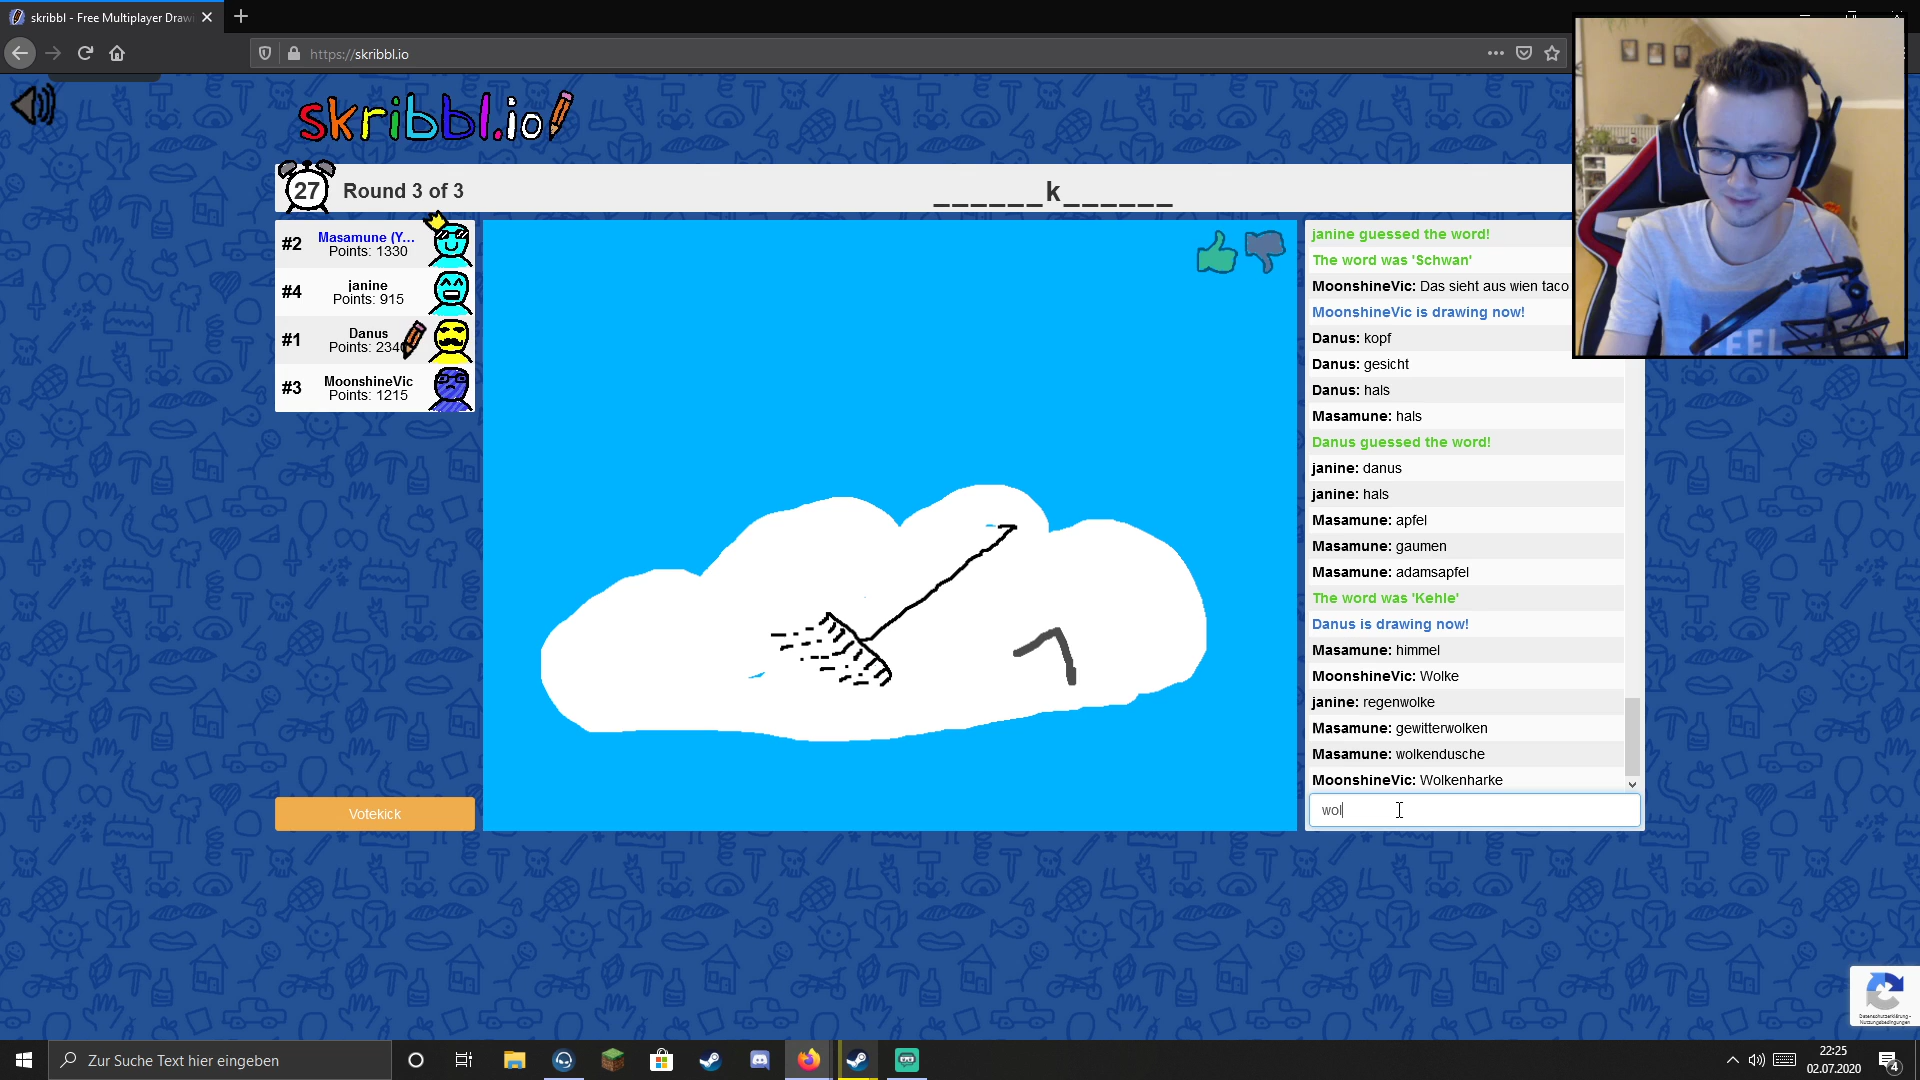 skribbl - Free Multiplayer Draw
https://skribbl.io
skribbl.io
27
Round 3 of 3
______k______
#2
Masamune (Y...
Points: 1330
#4
janine
Points: 915
#1
Danus
Points: 2340
#3
MoonshineVic
Points: 1215
Votekick
janine guessed the word!
The word was 'Schwan'
MoonshineVic: Das sieht aus wien taco
MoonshineVic is drawing now!
Danus: kopf
Danus: gesicht
Danus: hals
Masamune: hals
Danus guessed the word!
janine: danus
janine: hals
Masamune: apfel
Masamune: gaumen
Masamune: adamsapfel
The word was 'Kehle'
Danus is drawing now!
Masamune: himmel
MoonshineVic: Wolke
janine: regenwolke
Masamune: gewitterwolken
Masamune: wolkendusche
MoonshineVic: Wolkenharke
wol
Datenschutzerklärung -
Nutzungsbedingungen
Zur Suche Text hier eingeben
22:25
02.07.2020
4